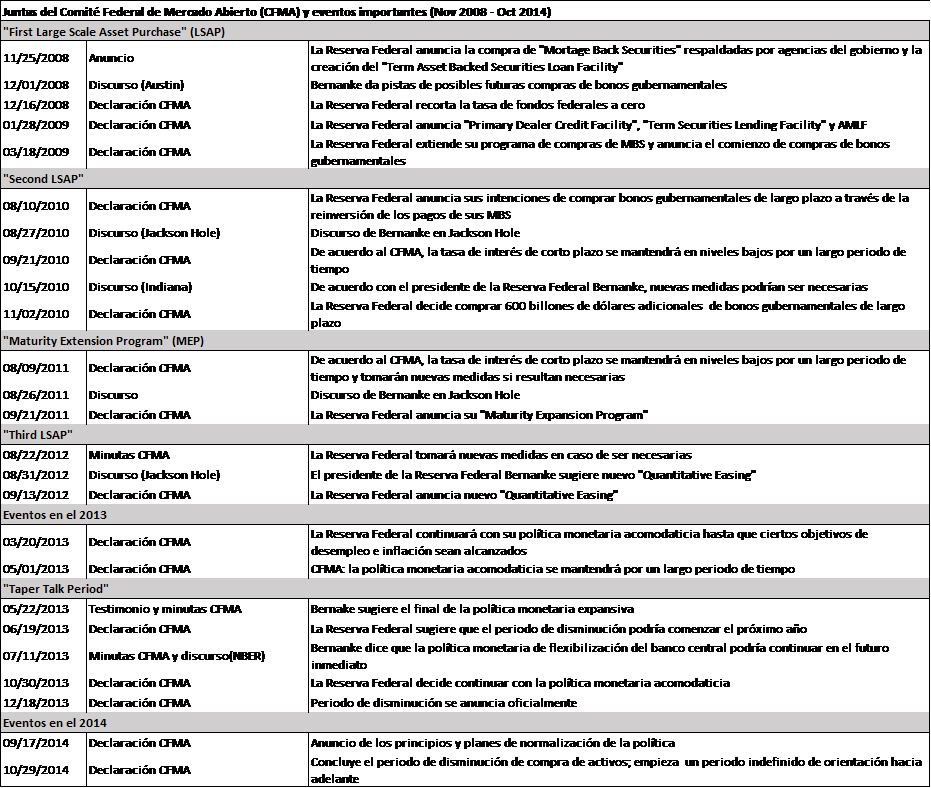 Juntas del Comité Federal de Mercado Abierto (CFMA) y eventos importantes (Nov 2008 - Oct 2014)
"First Large Scale Asset Purchase" (LSAP)
11/25/2008 Anuncio La Reserva Federal anuncia la compra de "Mortage Back Securities" respaldadas por agencias del gobierno y la
creación del "Term Asset Backed Securities Loan Facility"
12/01/2008 Discurso (Austin) Bernanke da pistas de posibles futuras compras de bonos gubernamentales
12/16/2008 Declaración CFMA La Reserva Federal recorta la tasa de fondos federales a cero
01/28/2009 Declaración CFMA La Reserva Federal anuncia "Primary Dealer Credit Facility", "Term Securities Lending Facility" y AMLF
03/18/2009 Declaración CFMA La Reserva Federal extiende su programa de compras de MBS y anuncia el comienzo de compras de bonos
gubernamentales
"Second LSAP"
08/10/2010 Declaración CFMA La Reserva Federal anuncia sus intenciones de comprar bonos gubernamentales de largo plazo a través de la
reinversión de los pagos de sus MBS
08/27/2010 Discurso (Jackson Hole) Discurso de Bernanke en Jackson Hole
09/21/2010 Declaración CFMA De acuerdo al CFMA, la tasa de interés de corto plazo se mantendrá en niveles bajos por un largo periodo de
tiempo
10/15/2010 Discurso (Indiana) De acuerdo con el presidente de la Reserva Federal Bernanke, nuevas medidas podrían ser necesarias
11/02/2010 Declaración CFMA La Reserva Federal decide comprar 600 billones de dólares adicionales de bonos gubernamentales de largo
plazo
"Maturity Extension Program" (MEP)
08/09/2011 Declaración CFMA De acuerdo al CFMA, la tasa de interés de corto plazo se mantendrá en niveles bajos por un largo periodo de
tiempo y tomarán nuevas medidas si resultan necesarias
08/26/2011 Discurso Discurso de Bernanke en Jackson Hole
09/21/2011 Declaración CFMA La Reserva Federal anuncia su "Maturity Expansion Program"
"Third LSAP"
08/22/2012 Minutas CFMA La Reserva Federal tomará nuevas medidas en caso de ser necesarias
08/31/2012 Discurso (Jackson Hole) El presidente de la Reserva Federal Bernanke sugiere nuevo "Quantitative Easing"
09/13/2012 Declaración CFMA La Reserva Federal anuncia nuevo "Quantitative Easing"
Eventos en el 2013
03/20/2013 Declaración CFMA La Reserva Federal continuará con su política monetaria acomodaticia hasta que ciertos objetivos de
desempleo e inflación sean alcanzados
05/01/2013 Declaración CFMA CFMA: la política monetaria acomodaticia se mantendrá por un largo periodo de tiempo
"Taper Talk Period"
05/22/2013 Testimonio y minutas CFMA Bernake sugiere el final de la política monetaria expansiva
06/19/2013 Declaración CFMA La Reserva Federal sugiere que el periodo de disminución podría comenzar el próximo año
07/11/2013 Minutas CFMA y discurso(NBER) Bernanke dice que la política monetaria de flexibilización del banco central podría continuar en el futuro
inmediato
10/30/2013 Declaración CFMA La Reserva Federal decide continuar con la política monetaria acomodaticia
12/18/2013 Declaración CFMA Periodo de disminución se anuncia oficialmente
Eventos en el 2014
09/17/2014 Declaración CFMA Anuncio de los principios y planes de normalización de la política
10/29/2014 Declaración CFMA Concluye el periodo de disminución de compra de activos; empieza un periodo indefinido de orientación hacia
adelante